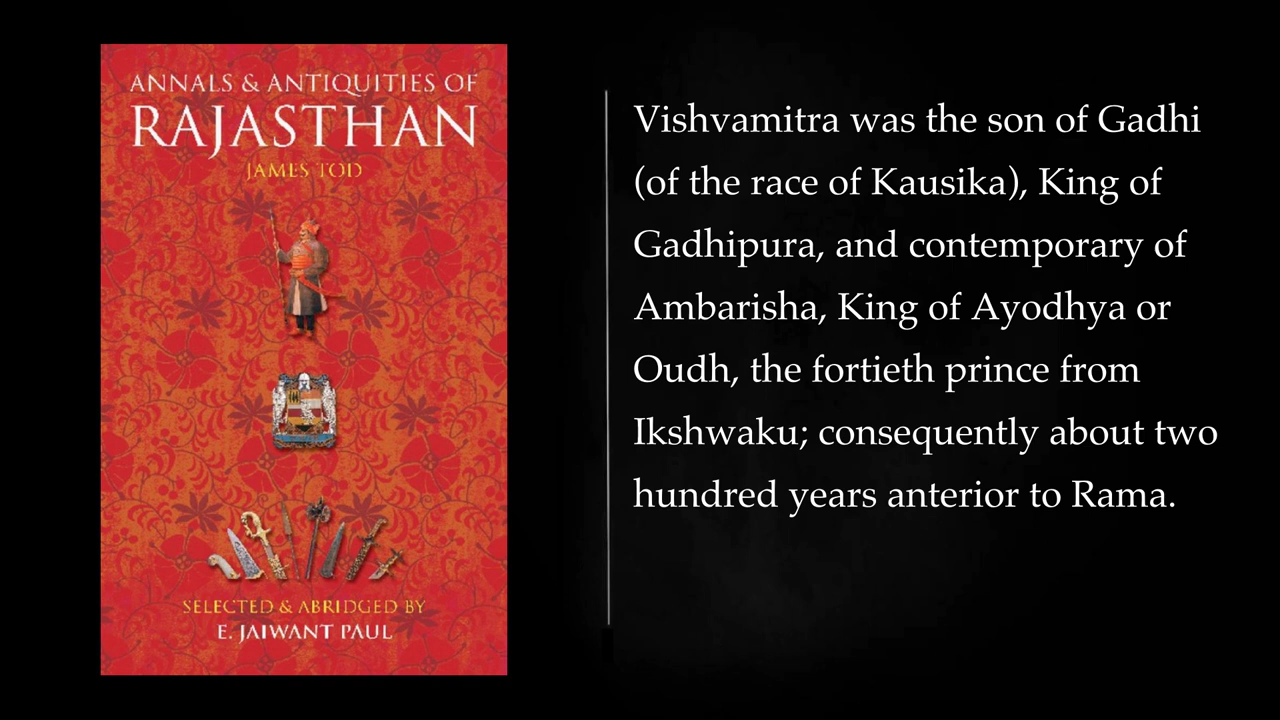 ANNALS & ANTIQUITIES OF
RAJASTHAN
JAMES TOD
SELECTED & ABRIDGED BY
E. JAIWANT PAUL
Vishvamitra was the son of Gadhi
(of the race of Kausika), King of
Gadhipura, and contemporary of
Ambarisha, King of Ayodhya or
Oudh, the fortieth prince from
Ikshwaku; consequently about two
hundred years anterior to Rama.